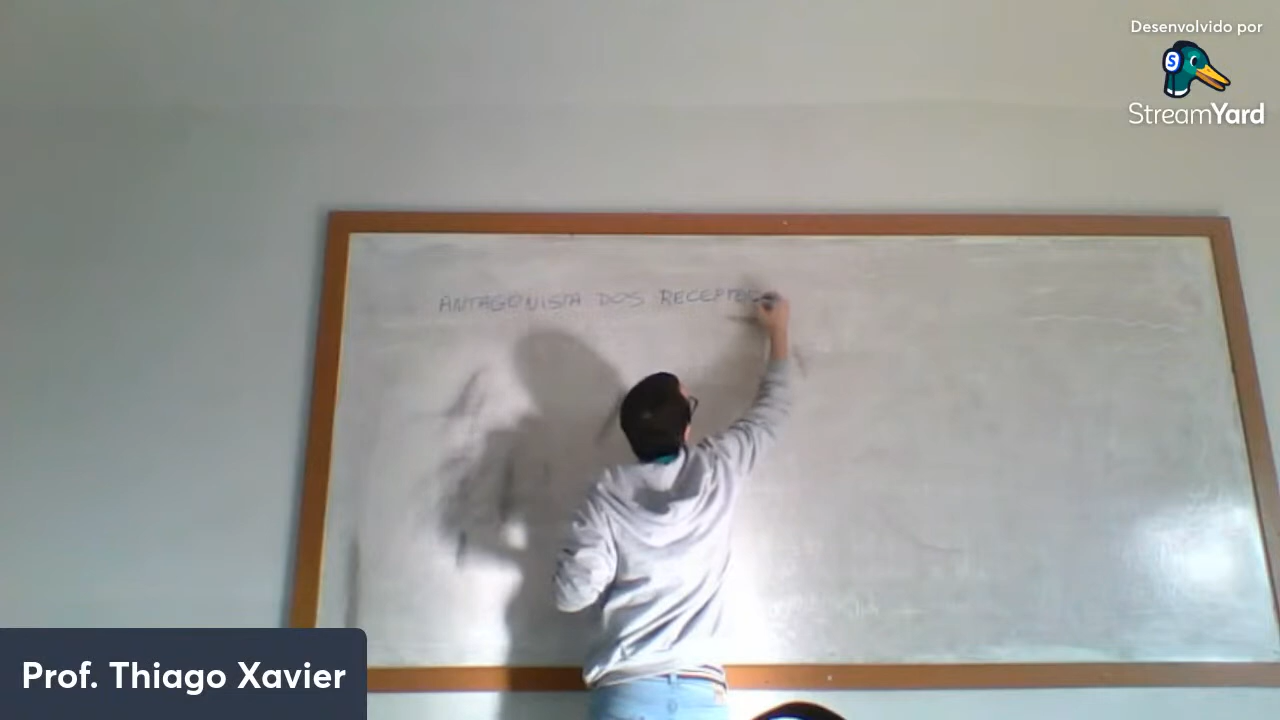 Desenvolvido por
StreamYard
ANTAGONISTA DOS
Prof. Thiago Xavier